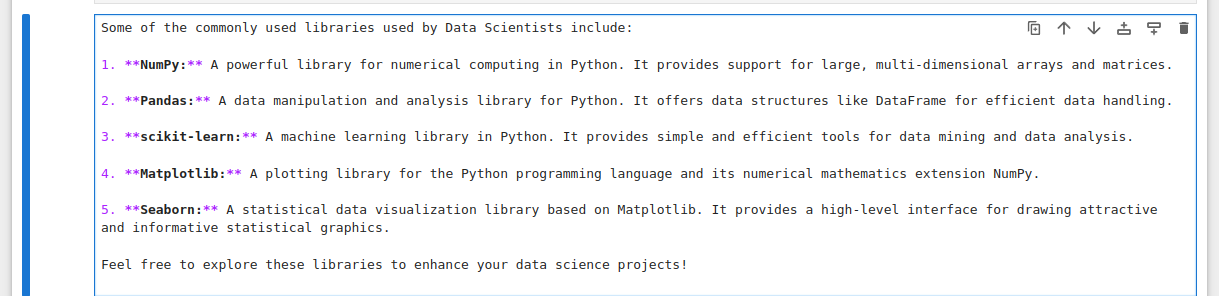 Some of the commonly used libraries used by Data Scientists include:
1. **NumPy:** A powerful library for numerical computing in Python. It provides support for large, multi-dimensional arrays and matrices.
2. **Pandas:** A data manipulation and analysis library for Python. It offers data structures like DataFrame for efficient data handling.
3. **scikit-learn:** A machine learning library in Python. It provides simple and efficient tools for data mining and data analysis.
4. **Matplotlib:** A plotting library for the Python programming language and its numerical mathematics extension NumPy.
5. **Seaborn:** A statistical data visualization library based on Matplotlib. It provides a high-level interface for drawing attractive
and informative statistical graphics.
Feel free to explore these libraries to enhance your data science projects!